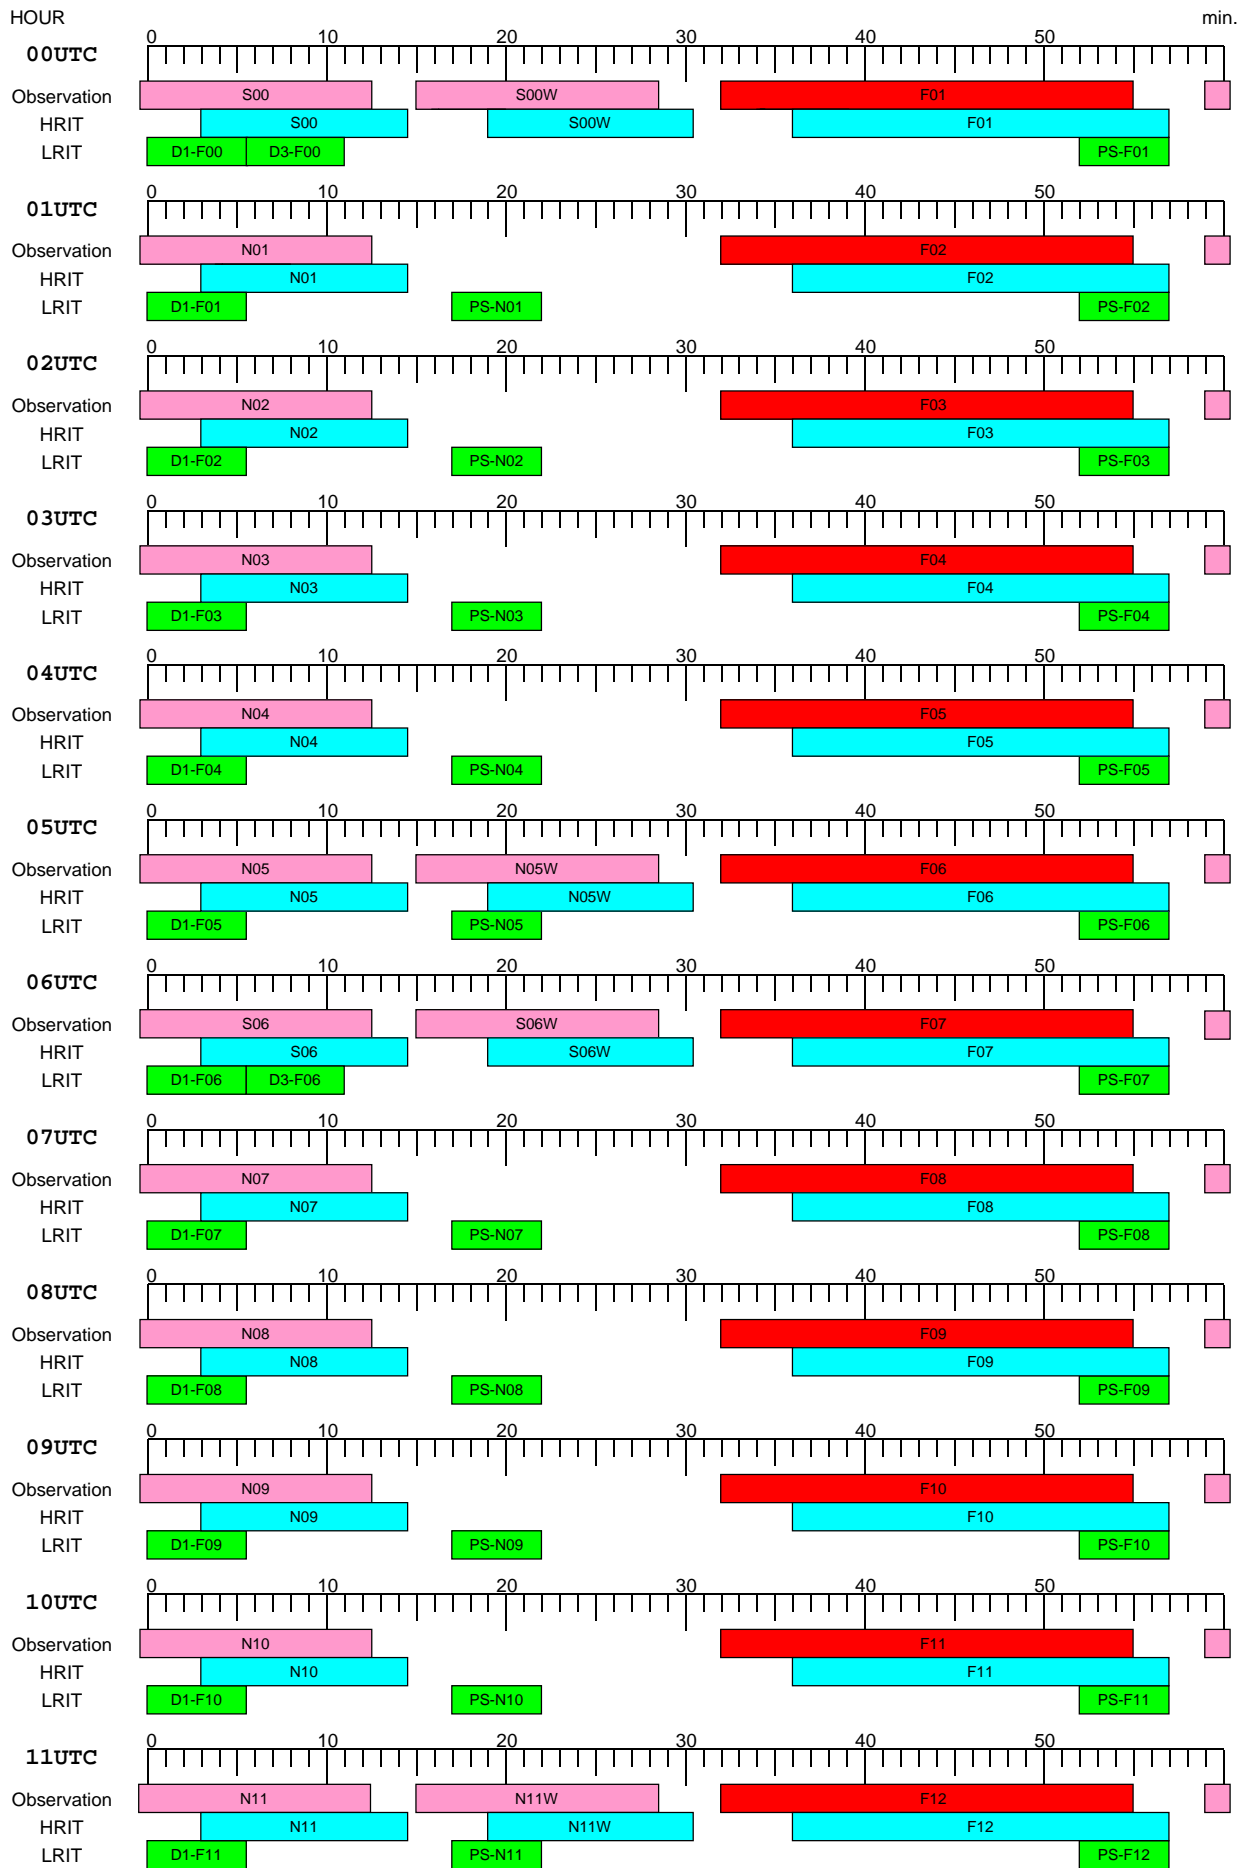 HOUR min.
0 10 20 30 40 50
00UTC
Observation S00 S00W F01
HRIT S00 S00W F01
LRIT D1-F00 D3-F00 PS-F01
0 10 20 30 40 50
01UTC
Observation N01 F02
HRIT N01 F02
LRIT D1-F01 PS-N01 PS-F02
0 10 20 30 40 50
02UTC
Observation N02 F03
HRIT N02 F03
LRIT D1-F02 PS-N02 PS-F03
0 10 20 30 40 50
03UTC
Observation N03 F04
HRIT N03 F04
LRIT D1-F03 PS-N03 PS-F04
0 10 20 30 40 50
04UTC
Observation N04 F05
HRIT N04 F05
LRIT D1-F04 PS-N04 PS-F05
0 10 20 30 40 50
05UTC
Observation N05 N05W F06
HRIT N05 N05W F06
LRIT D1-F05 PS-N05 PS-F06
0 10 20 30 40 50
06UTC
Observation S06 S06W F07
HRIT S06 S06W F07
LRIT D1-F06 D3-F06 PS-F07
0 10 20 30 40 50
07UTC
Observation N07 F08
HRIT N07 F08
LRIT D1-F07 PS-N07 PS-F08
0 10 20 30 40 50
08UTC
Observation N08 F09
HRIT N08 F09
LRIT D1-F08 PS-N08 PS-F09
0 10 20 30 40 50
09UTC
Observation N09 F10
HRIT N09 F10
LRIT D1-F09 PS-N09 PS-F10
0 10 20 30 40 50
10UTC
Observation N10 F11
HRIT N10 F11
LRIT D1-F10 PS-N10 PS-F11
0 10 20 30 40 50
11UTC
Observation N11 N11W F12
HRIT N11 N11W F12
LRIT D1-F11 PS-N11 PS-F12